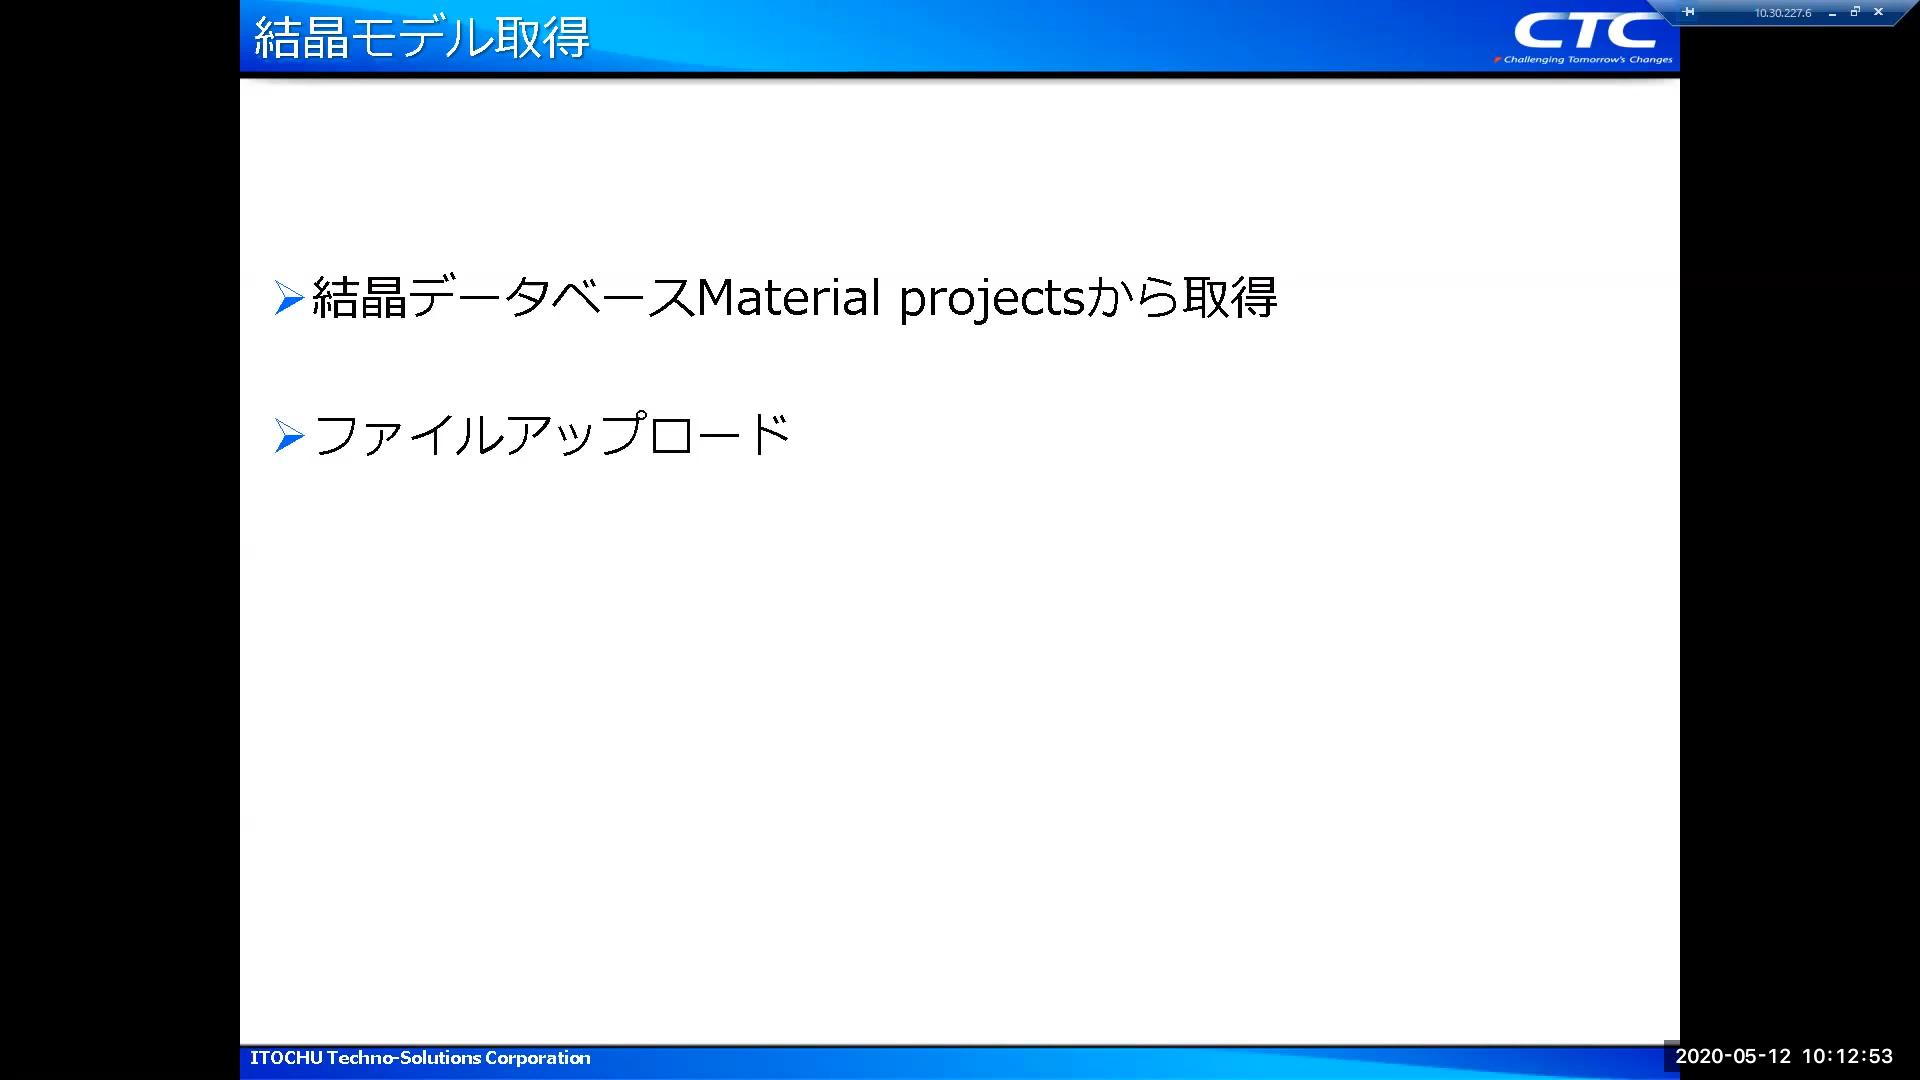 結晶モデル取得
CTC
Challenging Tomorrow's Changes
10.30.227.6
結晶データベースMaterial projectsから取得
ファイルアップロード
ITOCHU Techno-Solutions Corporation
2020-05-12 10:12:53